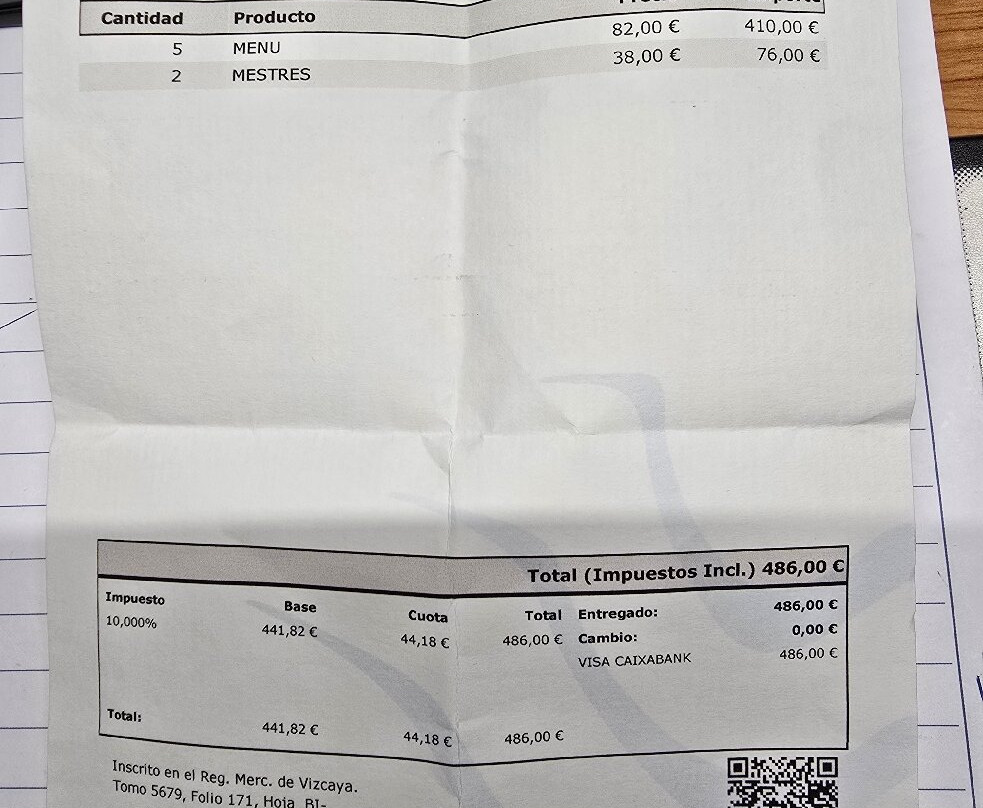 Cantidad Producto
5 MENU 82,00 € 410,00 €
2 MESTRES 38,00 € 76,00 €
Total (Impuestos Incl.) 486,00 €
Impuesto Base Cuota Total Entregado: 486,00 €
10,000% 441,82 € 44,18 € 486,00 € Cambio: 0,00 €
VISA CAIXABANK 486,00 €
Total: 441,82 € 44,18 € 486,00 €
Inscrito en el Reg. Merc. de Vizcaya.
Tomo 5679, Folio 171, Hoja BI-